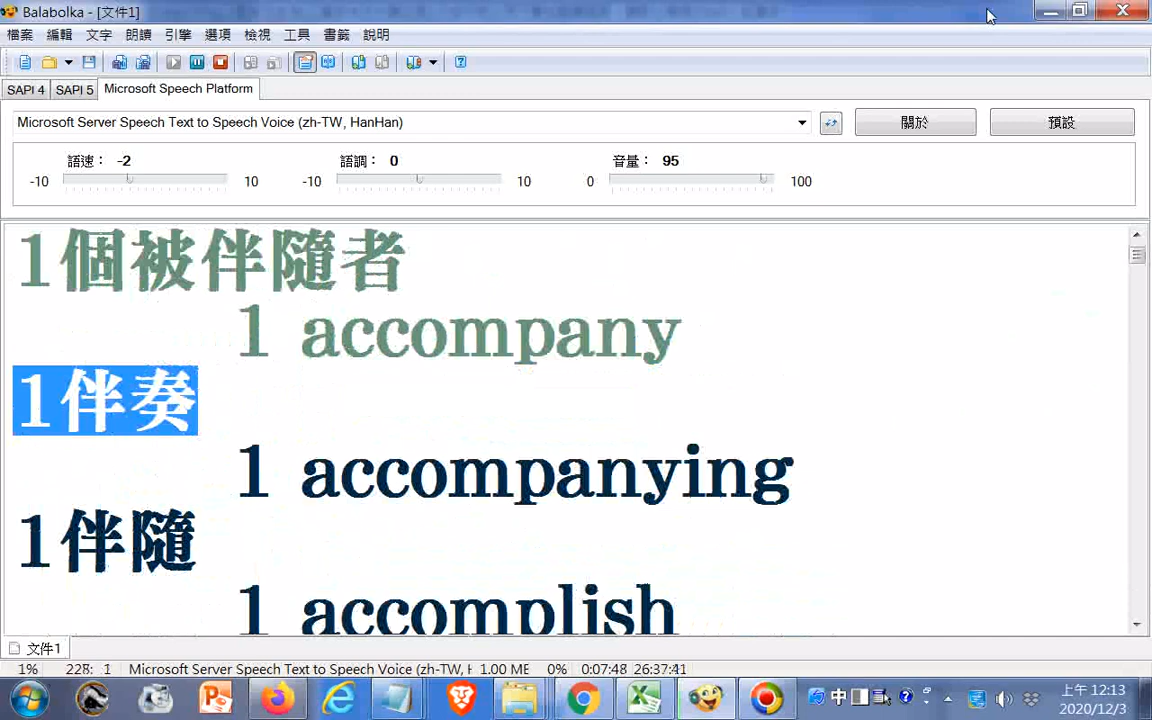 Balabolka - [文件1]
檔案 編輯 文字 朗讀 引擎 選項 檢視 工具 書籤 說明
SAPI 4 SAPI 5 Microsoft Speech Platform
Microsoft Server Speech Text to Speech Voice (zh-TW, HanHan) 關於 預設
語速： -2 語調： 0 音量： 95
-10 10 -10 10 0 100
1個被伴隨者
1 accompany
1伴奏
1 accompanying
1伴隨
1 accomplish
文件1
1% 228: 1 Microsoft Server Speech Text to Speech Voice (zh-TW, H 1.00 ME 0% 0:07:48 26:37:41
中 上午 12:13
2020/12/3